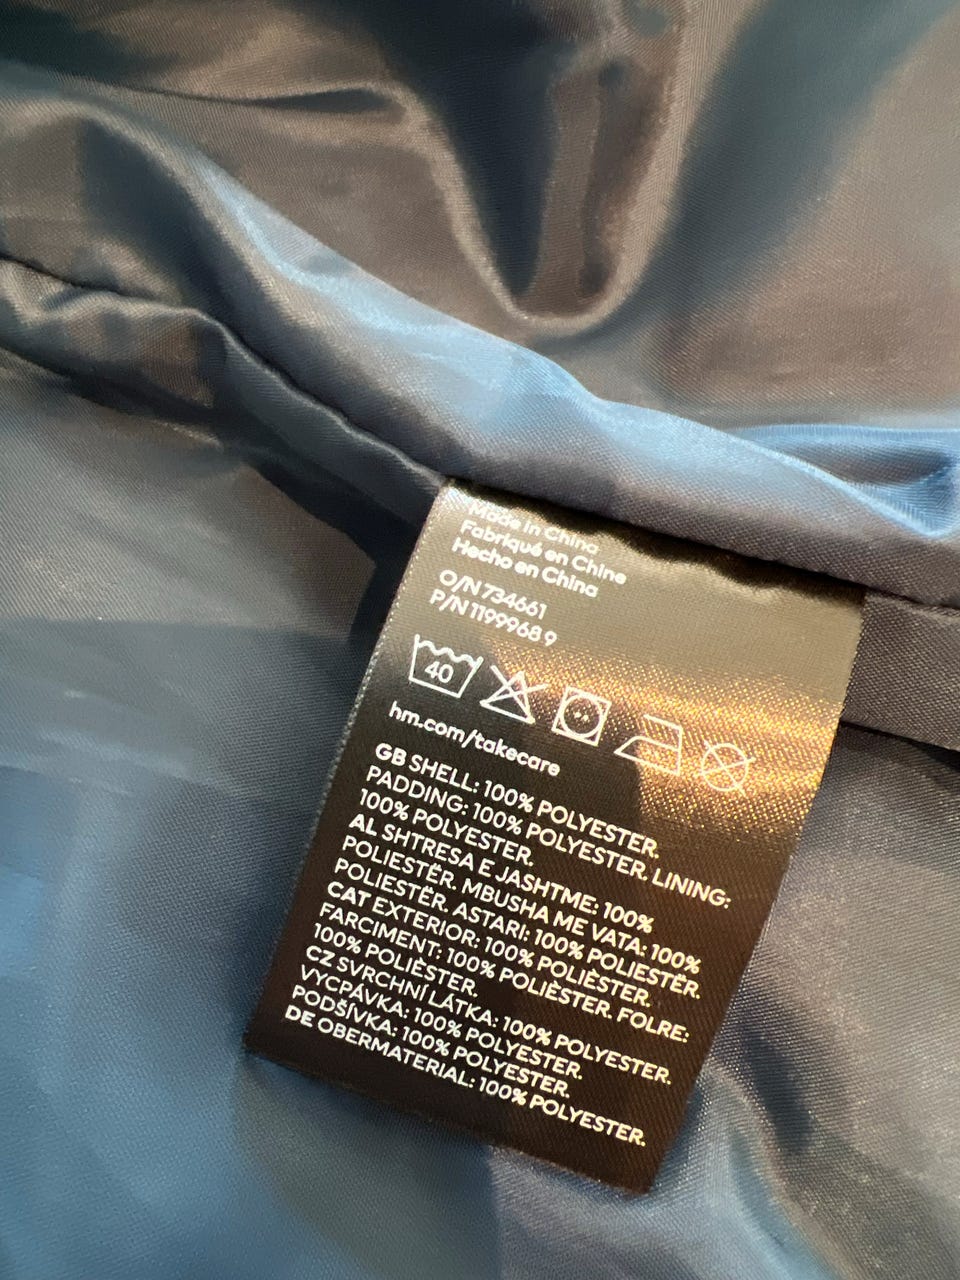 Made in China
Fabriqué en Chine
Hecho en China
O/N 734661
P/N 1199968 9
40
hm.com/takecare
GB SHELL: 100% POLYESTER.
PADDING: 100% POLYESTER. LINING:
100% POLYESTER.
AL SHTRESA E JASHTME: 100%
POLIESTËR. MBUSHA ME VATA: 100%
POLIESTËR. ASTARI: 100% POLIESTËR.
CAT EXTERIOR: 100% POLIÈSTER.
FARCIMENT: 100% POLIÈSTER. FOLRE:
100% POLIÈSTER.
CZ SVRCHNÍ LÁTKA: 100% POLYESTER.
VYCPÁVKA: 100% POLYESTER.
PODŠÍVKA: 100% POLYESTER.
DE OBERMATERIAL: 100% POLYESTER.